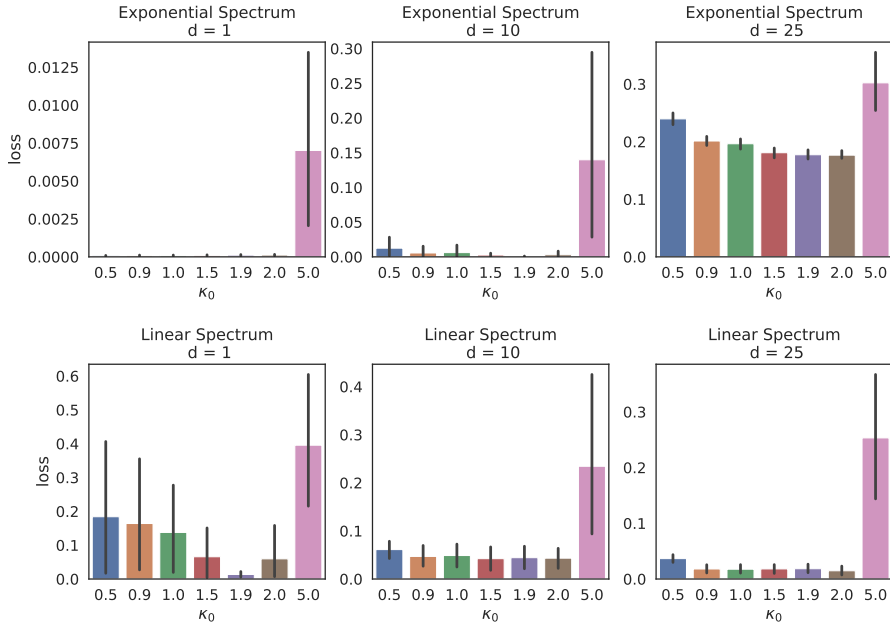 Exponential Spectrum
d = 1
0.0125
0.0100
0.0075
0.0050
0.0025
0.0000
loss
0.5 0.9 1.0 1.5 1.9 2.0 5.0
κ₀
Exponential Spectrum
d = 10
0.30
0.25
0.20
0.15
0.10
0.05
0.00
0.5 0.9 1.0 1.5 1.9 2.0 5.0
κ₀
Exponential Spectrum
d = 25
0.3
0.2
0.1
0.0
0.5 0.9 1.0 1.5 1.9 2.0 5.0
κ₀
Linear Spectrum
d = 1
0.6
0.5
0.4
0.3
0.2
0.1
0.0
loss
0.5 0.9 1.0 1.5 1.9 2.0 5.0
κ₀
Linear Spectrum
d = 10
0.4
0.3
0.2
0.1
0.0
0.5 0.9 1.0 1.5 1.9 2.0 5.0
κ₀
Linear Spectrum
d = 25
0.3
0.2
0.1
0.0
0.5 0.9 1.0 1.5 1.9 2.0 5.0
κ₀